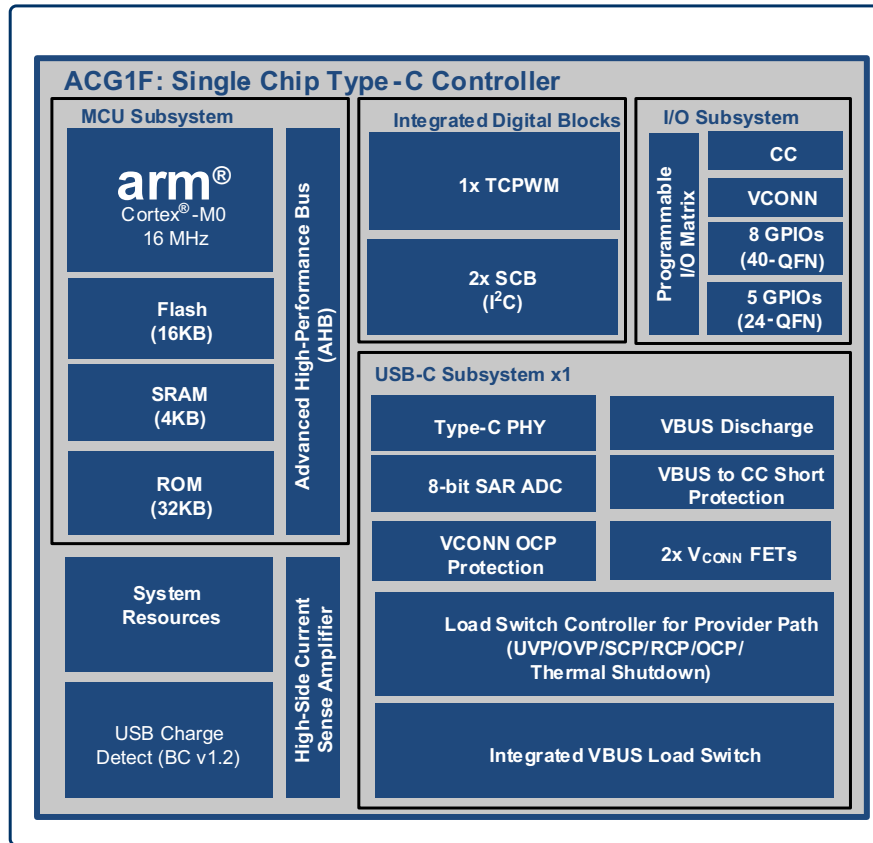 ACG1F: Single Chip Type-C Controller
MCU Subsystem
arm®
Cortex®-M0
16 MHz
Flash
(16KB)
SRAM
(4KB)
ROM
(32KB)
Advanced High-Performance Bus
(AHB)
Integrated Digital Blocks
1x TCPWM
2x SCB
(I²C)
I/O Subsystem
Programmable
I/O Matrix
CC
VCONN
8 GPIOs
(40-QFN)
5 GPIOs
(24-QFN)
USB-C Subsystem x1
Type-C PHY
VBUS Discharge
8-bit SAR ADC
VBUS to CC Short
Protection
VCONN OCP
Protection
2x VCONN FETs
Load Switch Controller for Provider Path
(UVP/OVP/SCP/RCP/OCP/
Thermal Shutdown)
Integrated VBUS Load Switch
System
Resources
USB Charge
Detect (BC v1.2)
High-Side Current
Sense Amplifier